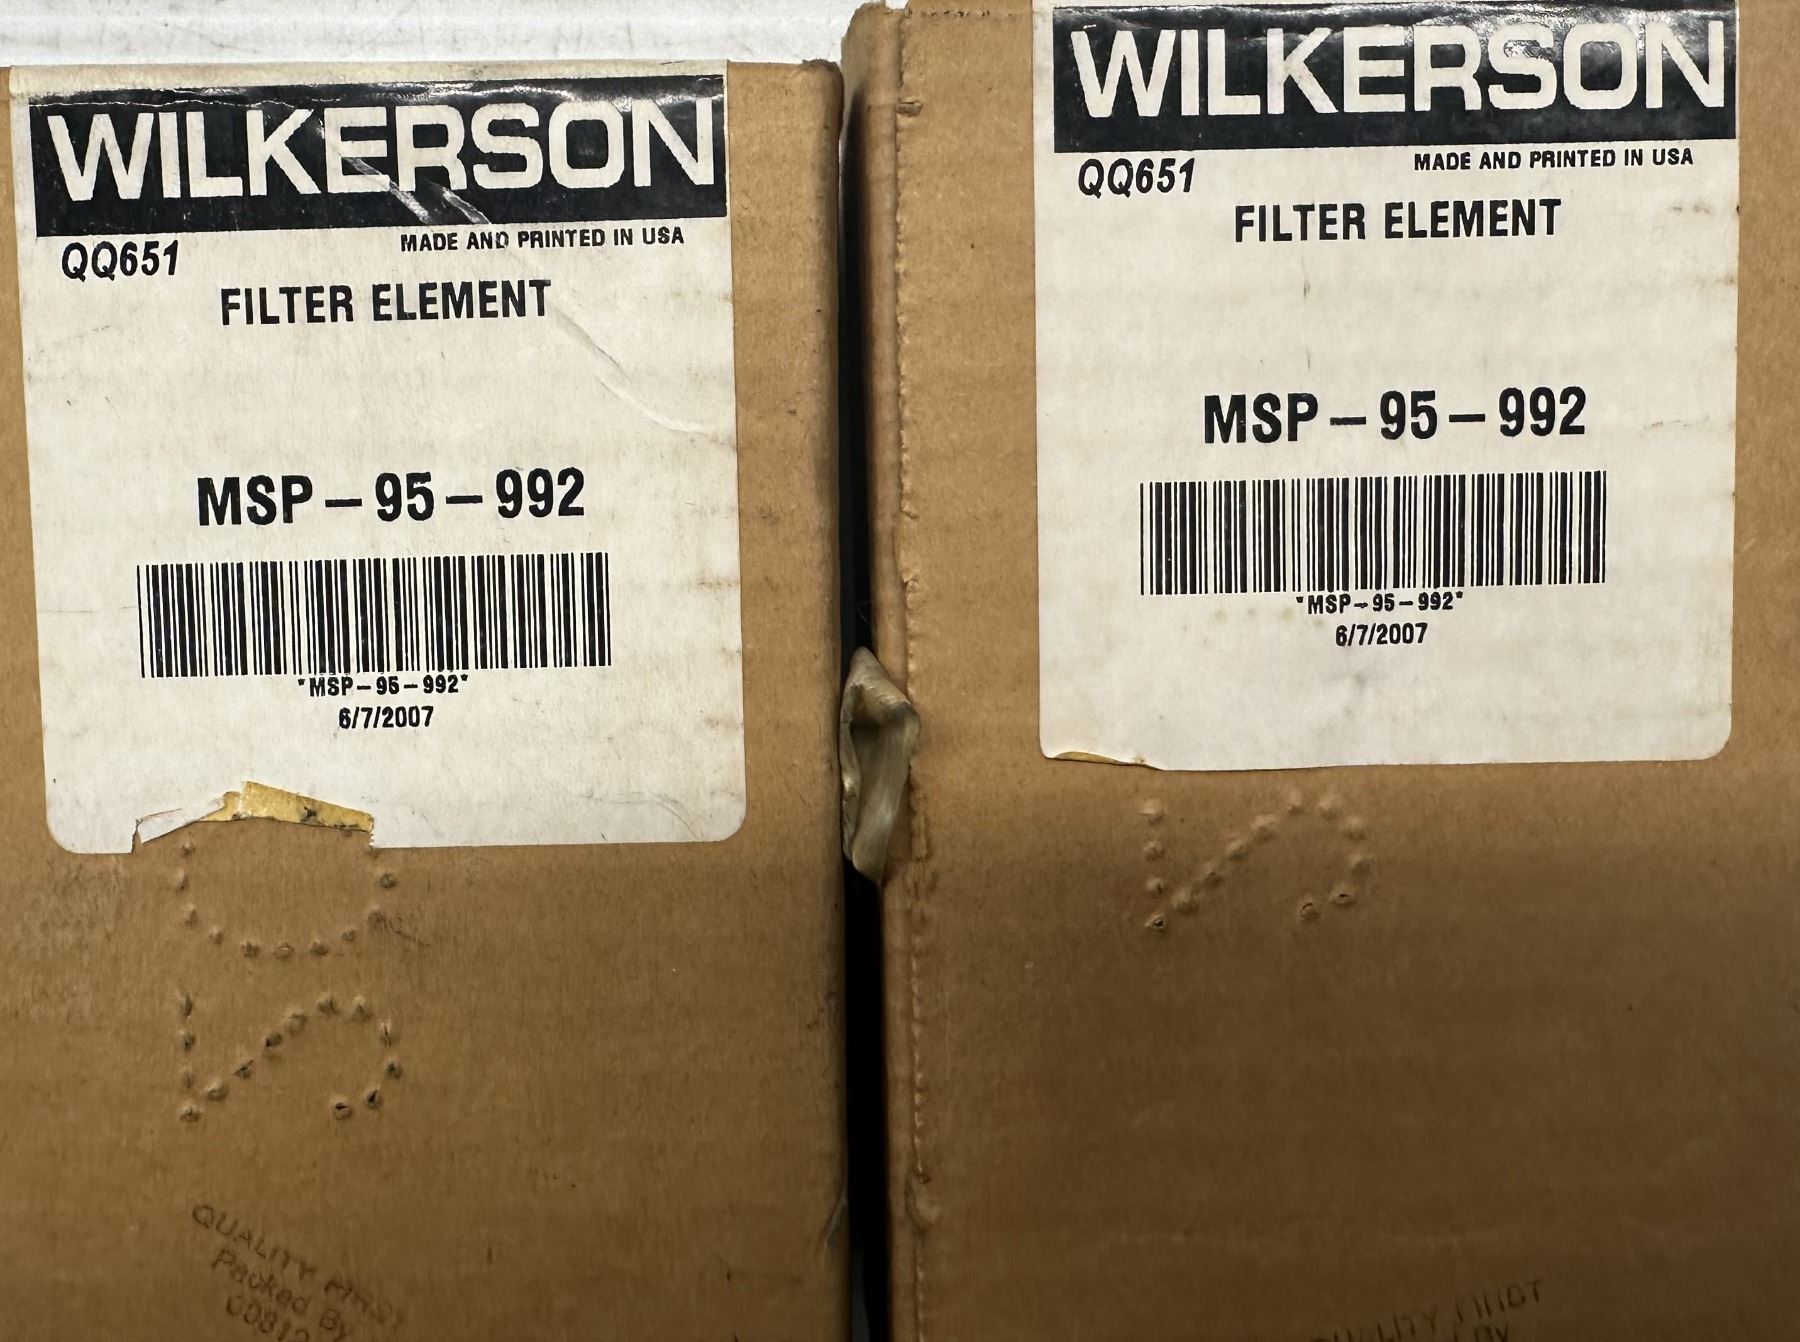 WILKERSON
QQ651
MADE AND PRINTED IN USA
FILTER ELEMENT
MSP-95-992
*MSP-95-992*
6/7/2007
QUALITY FIRST
Packed By
WILKERSON
QQ651
MADE AND PRINTED IN USA
FILTER ELEMENT
MSP-95-992
*MSP-95-992*
6/7/2007
QUALITY
By